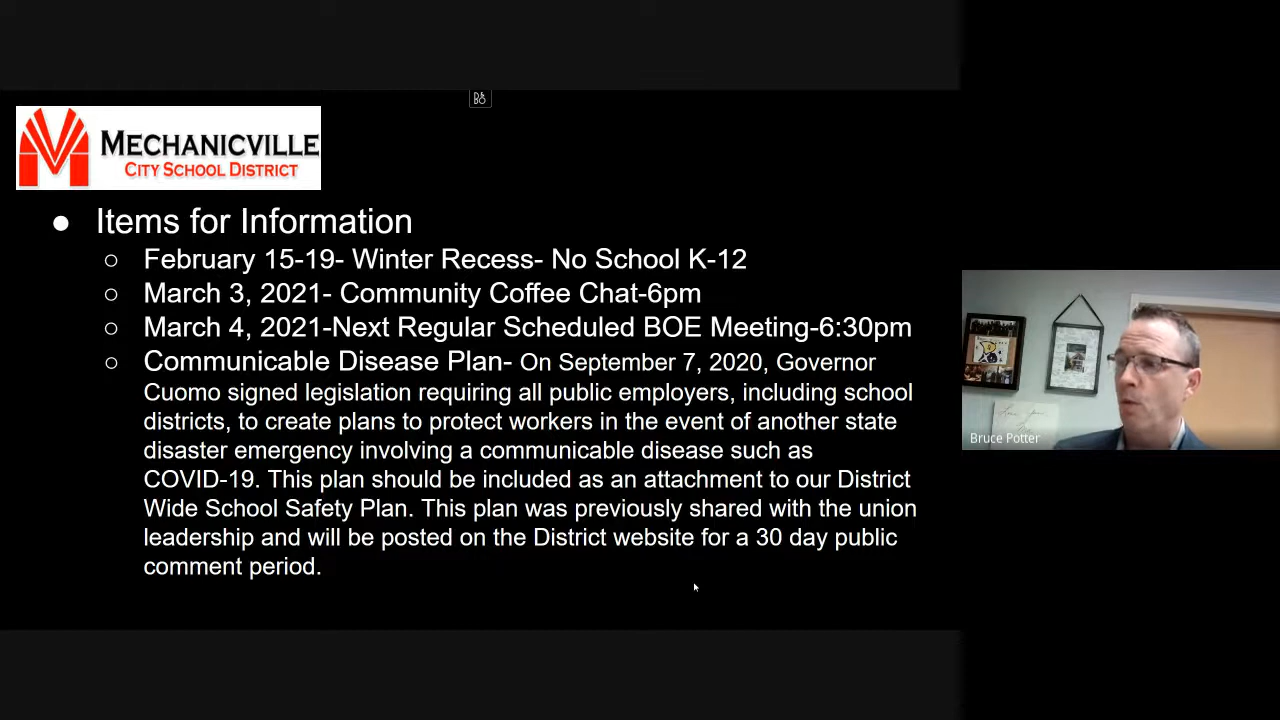 D&
BO
MECHANICVILLE
CITY SCHOOL DISTRICT
● Items for Information
○ February 15-19- Winter Recess- No School K-12
○ March 3, 2021- Community Coffee Chat-6pm
○ March 4, 2021-Next Regular Scheduled BOE Meeting-6:30pm
○ Communicable Disease Plan- On September 7, 2020, Governor
Cuomo signed legislation requiring all public employers, including school
districts, to create plans to protect workers in the event of another state
disaster emergency involving a communicable disease such as
COVID-19. This plan should be included as an attachment to our District
Wide School Safety Plan. This plan was previously shared with the union
leadership and will be posted on the District website for a 30 day public
comment period.
Bruce Potter